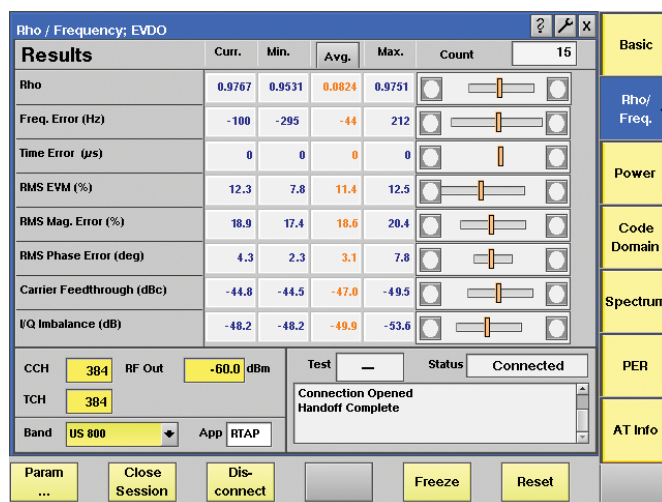 Rho / Frequency; EVDO ? X
Results Curr. Min. Avg. Max. Count 15
Rho 0.9767 0.9531 0.0824 0.9751
Freq. Error (Hz) -100 -295 -44 212
Time Error (µs) 0 0 0 0
RMS EVM (%) 12.3 7.8 11.4 12.5
RMS Mag. Error (%) 18.9 17.4 18.6 20.4
RMS Phase Error (deg) 4.3 2.3 3.1 7.8
Carrier Feedthrough (dBc) -44.8 -44.5 -47.0 -49.5
I/Q Imbalance (dB) -48.2 -48.2 -49.9 -53.6
CCH 384 RF Out -60.0 dBm
TCH 384
Band US 800 App RTAP
Test — Status Connected
Connection Opened
Handoff Complete
Basic
Rho/
Freq.
Power
Code
Domain
Spectrum
PER
AT Info
Param
...
Close
Session
Dis-
connect
Freeze
Reset